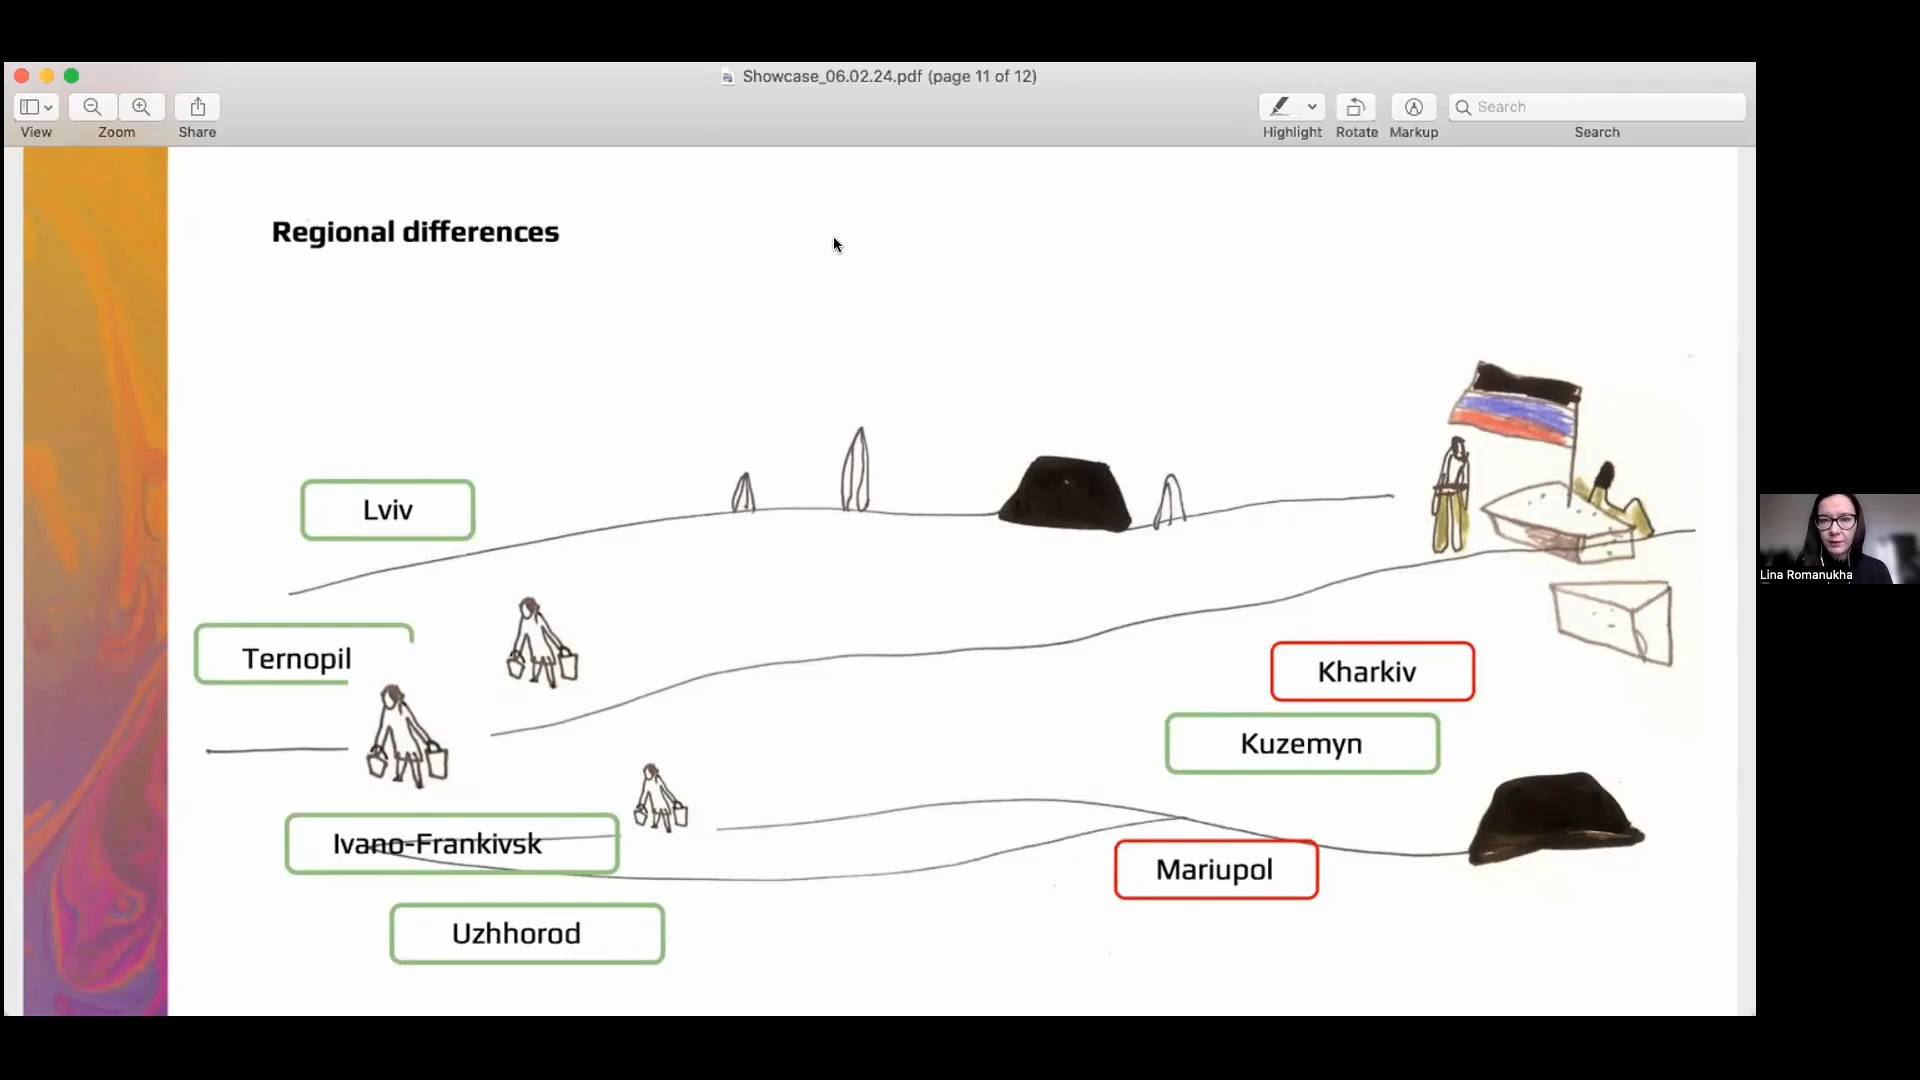 Showcase_06.02.24.pdf (page 11 of 12)
Search
View
Zoom
Share
Highlight
Rotate
Markup
Search
Regional differences
Lviv
Ternopil
Kharkiv
Kuzemyn
Ivano-Frankivsk
Mariupol
Uzhhorod
Lina Romanukha